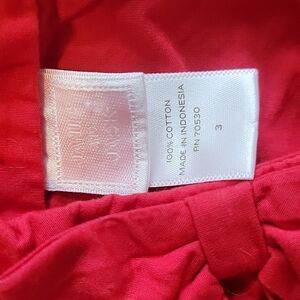 100% COTTON
MADE IN INDONESIA
RN 70530
3